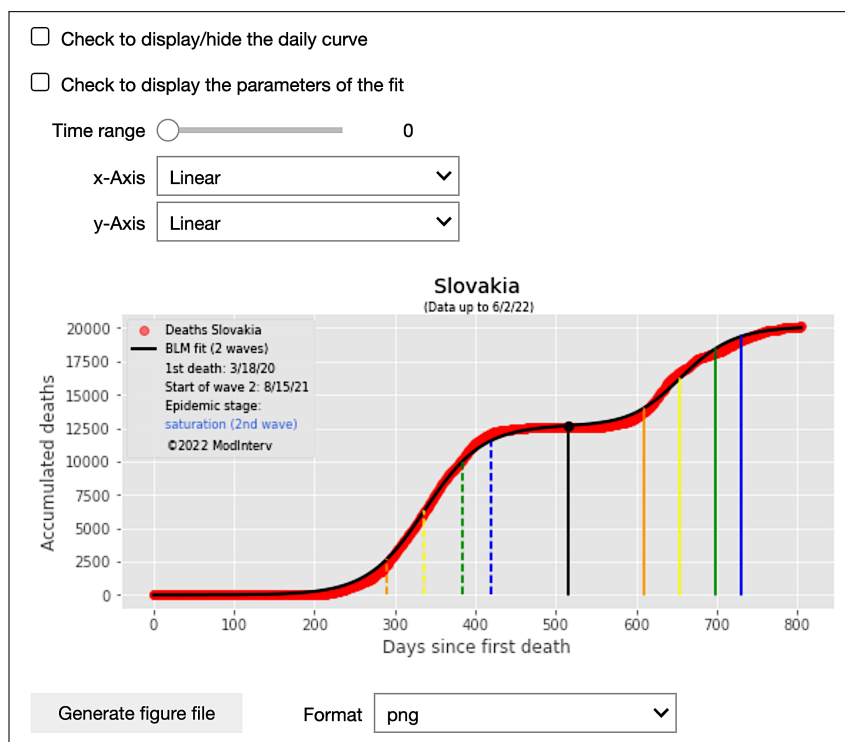 Check to display/hide the daily curve
Check to display the parameters of the fit
Time range 0
x-Axis Linear
y-Axis Linear
Slovakia
(Data up to 6/2/22)
Deaths Slovakia
BLM fit (2 waves)
1st death: 3/18/20
Start of wave 2: 8/15/21
Epidemic stage:
saturation (2nd wave)
©2022 ModInterv
Accumulated deaths
20000
17500
15000
12500
10000
7500
5000
2500
0
0 100 200 300 400 500 600 700 800
Days since first death
Generate figure file Format png